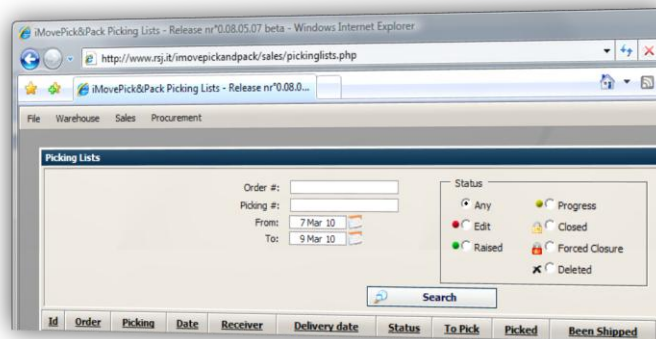 iMovePick&Pack Picking Lists - Release nr°0.08.05.07 beta - Windows Internet Explorer
http://www.rsj.it/imovepickandpack/sales/pickinglists.php
iMovePick&Pack Picking Lists - Release nr°0.08.0...
File Warehouse Sales Procurement
Picking Lists
Order #:
Picking #:
From: 7 Mar 10
To: 9 Mar 10
Status
Any Progress
Edit Closed
Raised Forced Closure
Deleted
Search
Id Order Picking Date Receiver Delivery date Status To Pick Picked Been Shipped